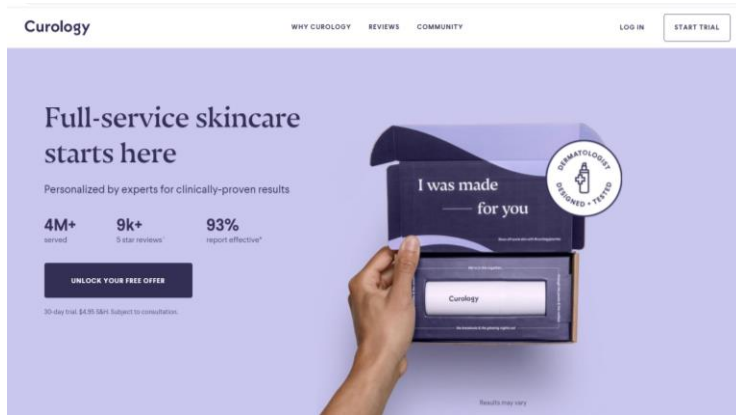 Curology
WHY CUROLOGY REVIEWS COMMUNITY
LOG IN
START TRIAL
Full-service skincare
starts here
Personalized by experts for clinically-proven results
4M+ 9k+ 93%
served 5 star reviews* report effective*
UNLOCK YOUR FREE OFFER
30-day trial. $4.95 S&H. Subject to consultation.
I was made
for you
DERMATOLOGIST
DESIGNED + TESTED
Curology
Results may vary